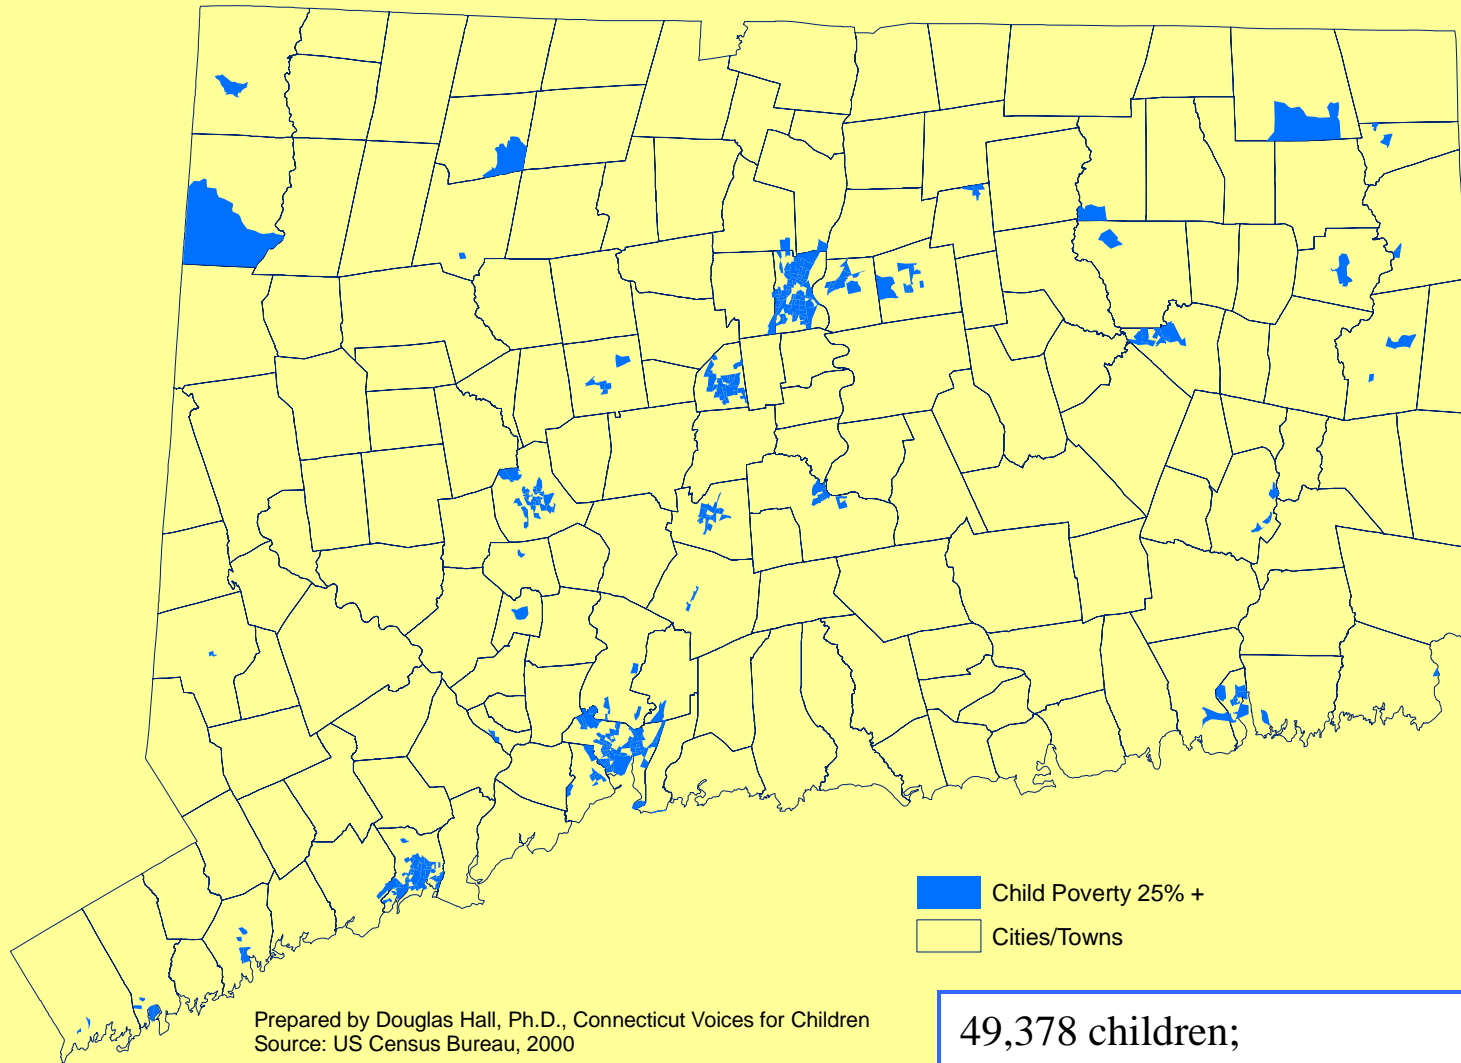 Child Poverty 25% +
Cities/Towns
Prepared by Douglas Hall, Ph.D., Connecticut Voices for Children
Source: US Census Bureau, 2000
49,378 children;